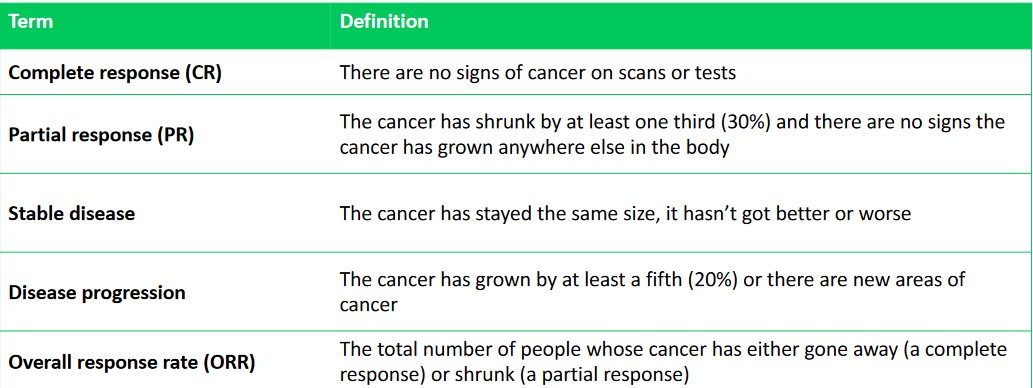 Term Definition
Complete response (CR) There are no signs of cancer on scans or tests
Partial response (PR) The cancer has shrunk by at least one third (30%) and there are no signs the
cancer has grown anywhere else in the body
Stable disease The cancer has stayed the same size, it hasn’t got better or worse
Disease progression The cancer has grown by at least a fifth (20%) or there are new areas of
cancer
Overall response rate (ORR) The total number of people whose cancer has either gone away (a complete
response) or shrunk (a partial response)